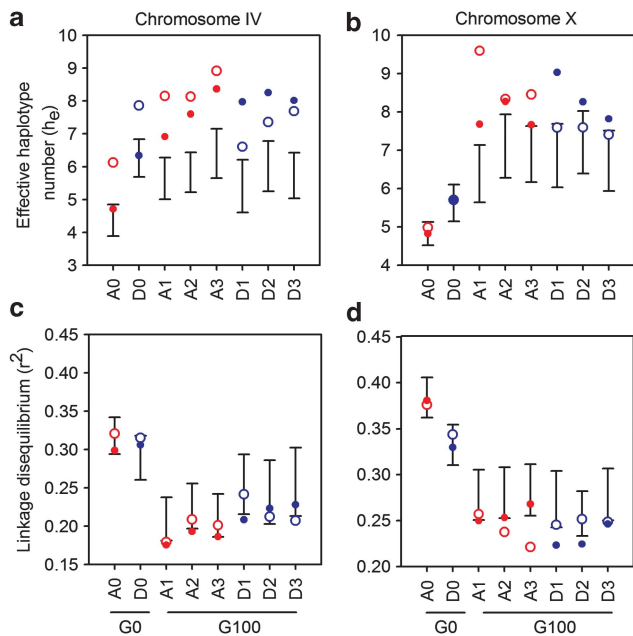 a Chromosome IV
b Chromosome X
Effective haplotype number (he)
10
9
8
7
6
5
4
3
A0 D0 A1 A2 A3 D1 D2 D3
10
9
8
7
6
5
4
A0 D0 A1 A2 A3 D1 D2 D3
c
Linkage disequilibrium (r²)
0.45
0.40
0.35
0.30
0.25
0.20
0.15
A0 D0 A1 A2 A3 D1 D2 D3
G0 G100
d
0.45
0.40
0.35
0.30
0.25
0.20
A0 D0 A1 A2 A3 D1 D2 D3
G0 G100